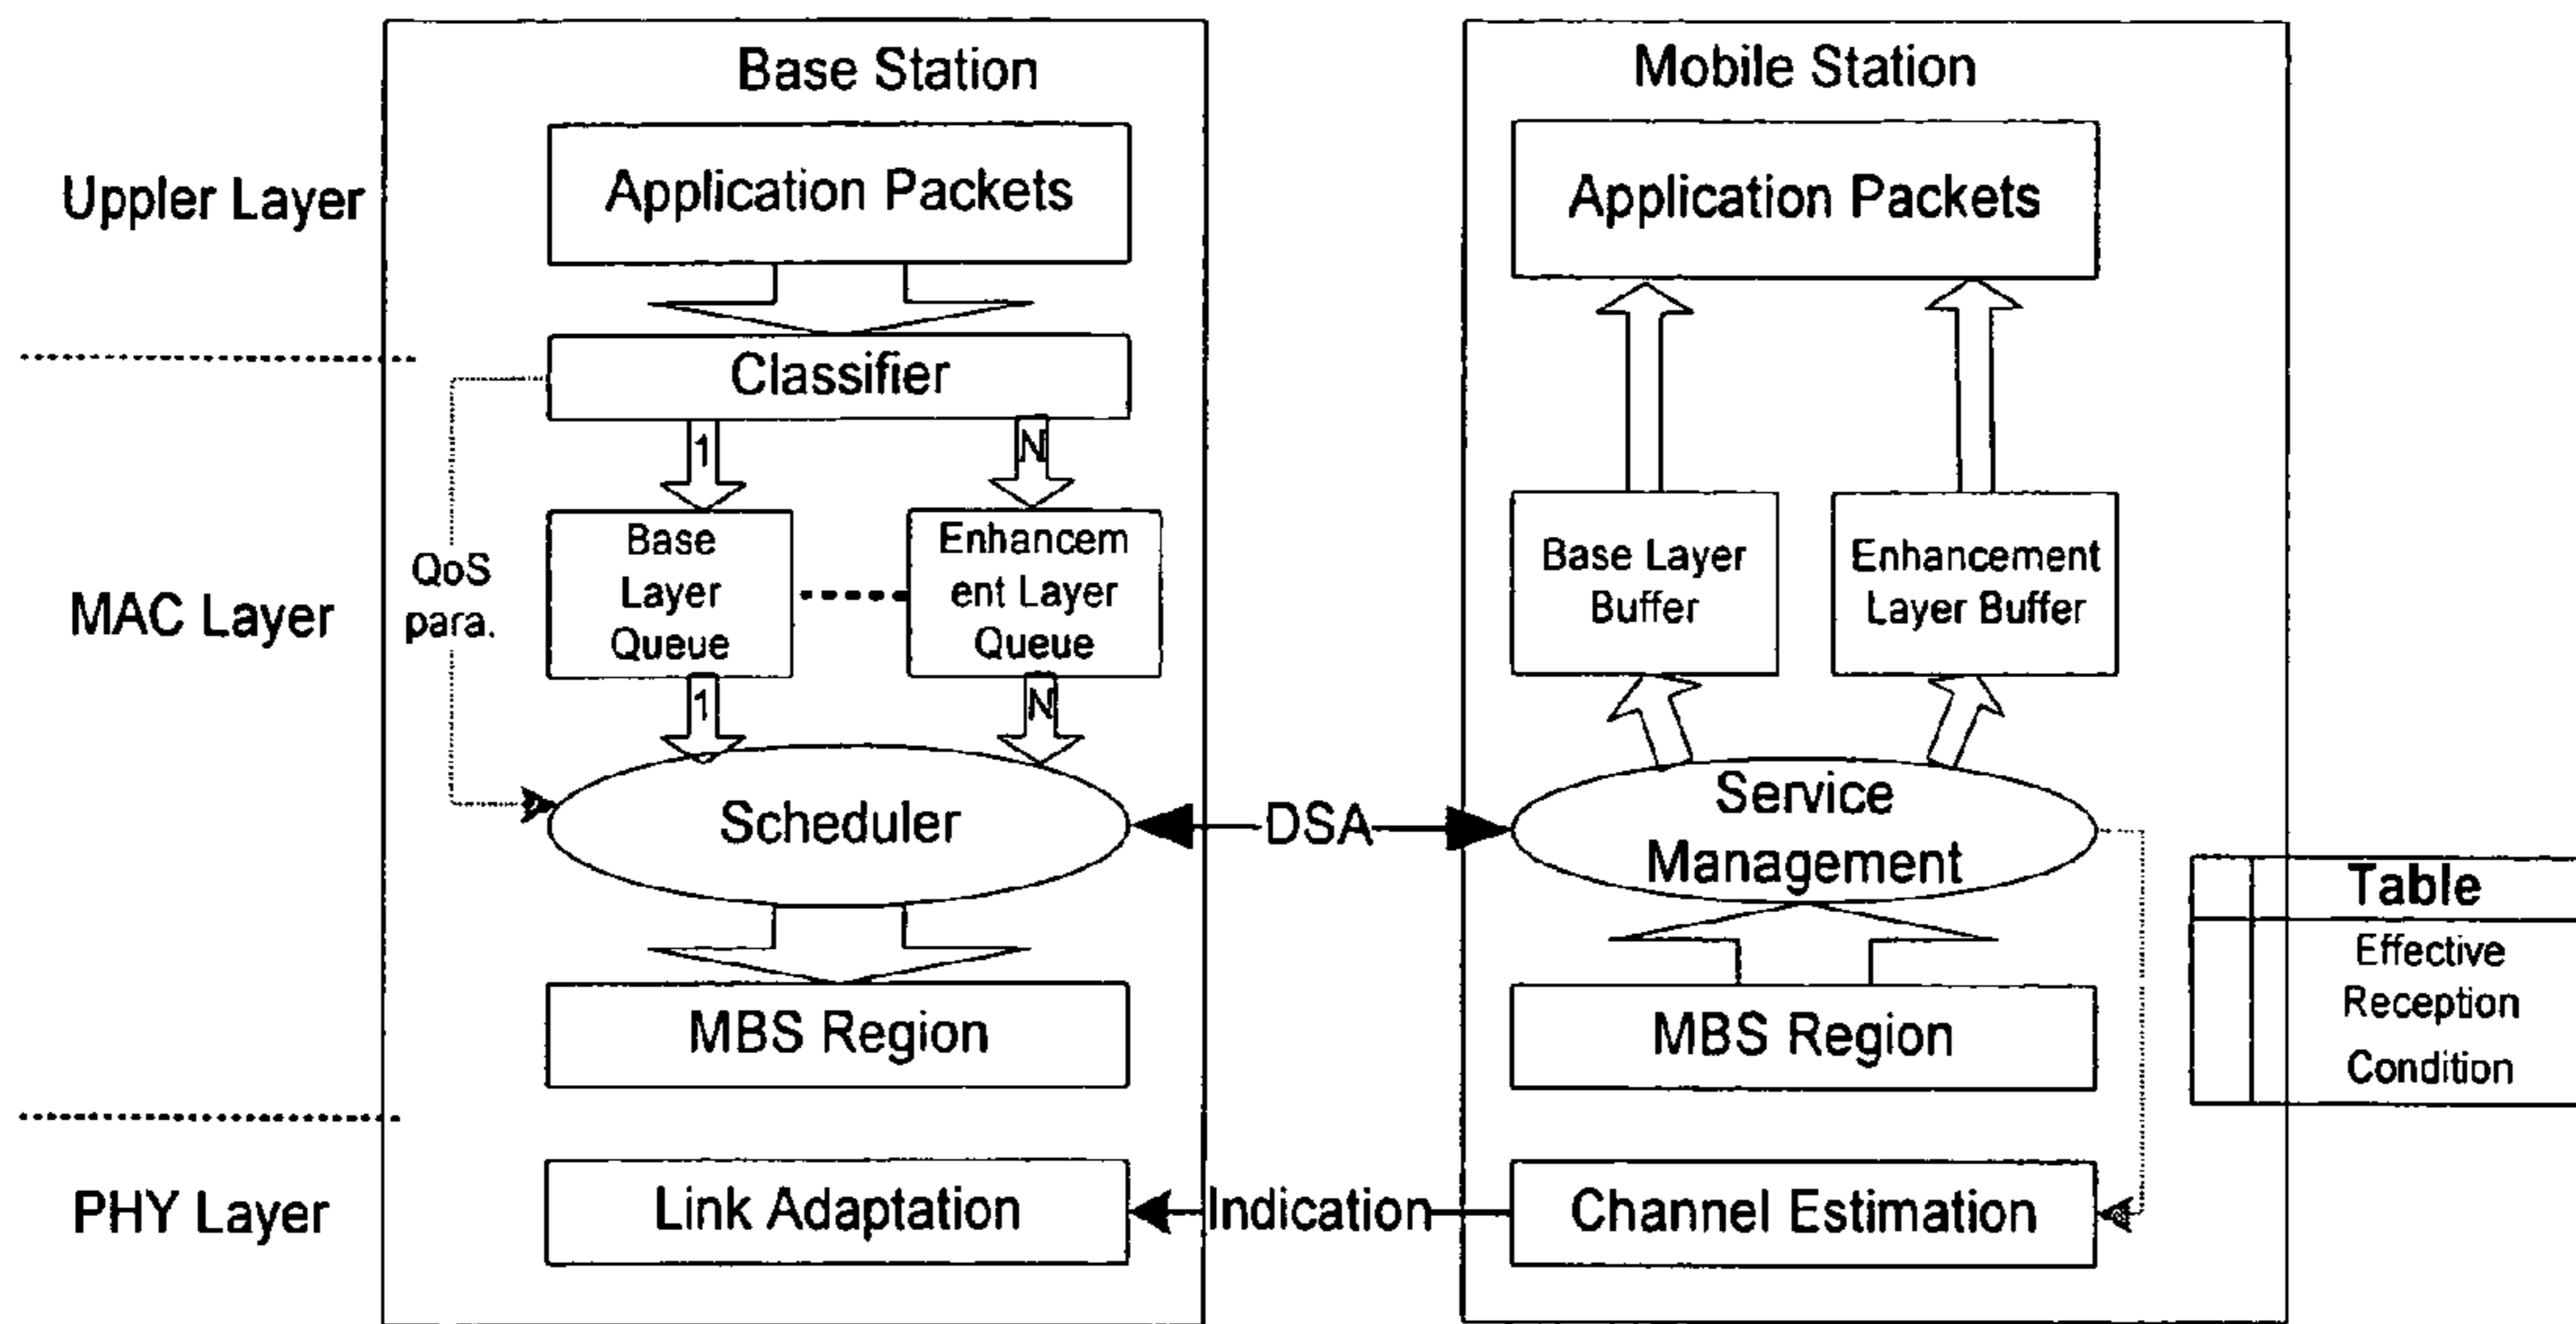 Base Station
Mobile Station
Uppler Layer
Application Packets
Application Packets
Classifier
1
N
MAC Layer
QoS
para.
Base
Layer
Queue
Enhancem
ent Layer
Queue
Base Layer
Buffer
Enhancement
Layer Buffer
1
N
Scheduler
DSA
Service
Management
Table
Effective
Reception
Condition
MBS Region
MBS Region
PHY Layer
Link Adaptation
Indication
Channel Estimation